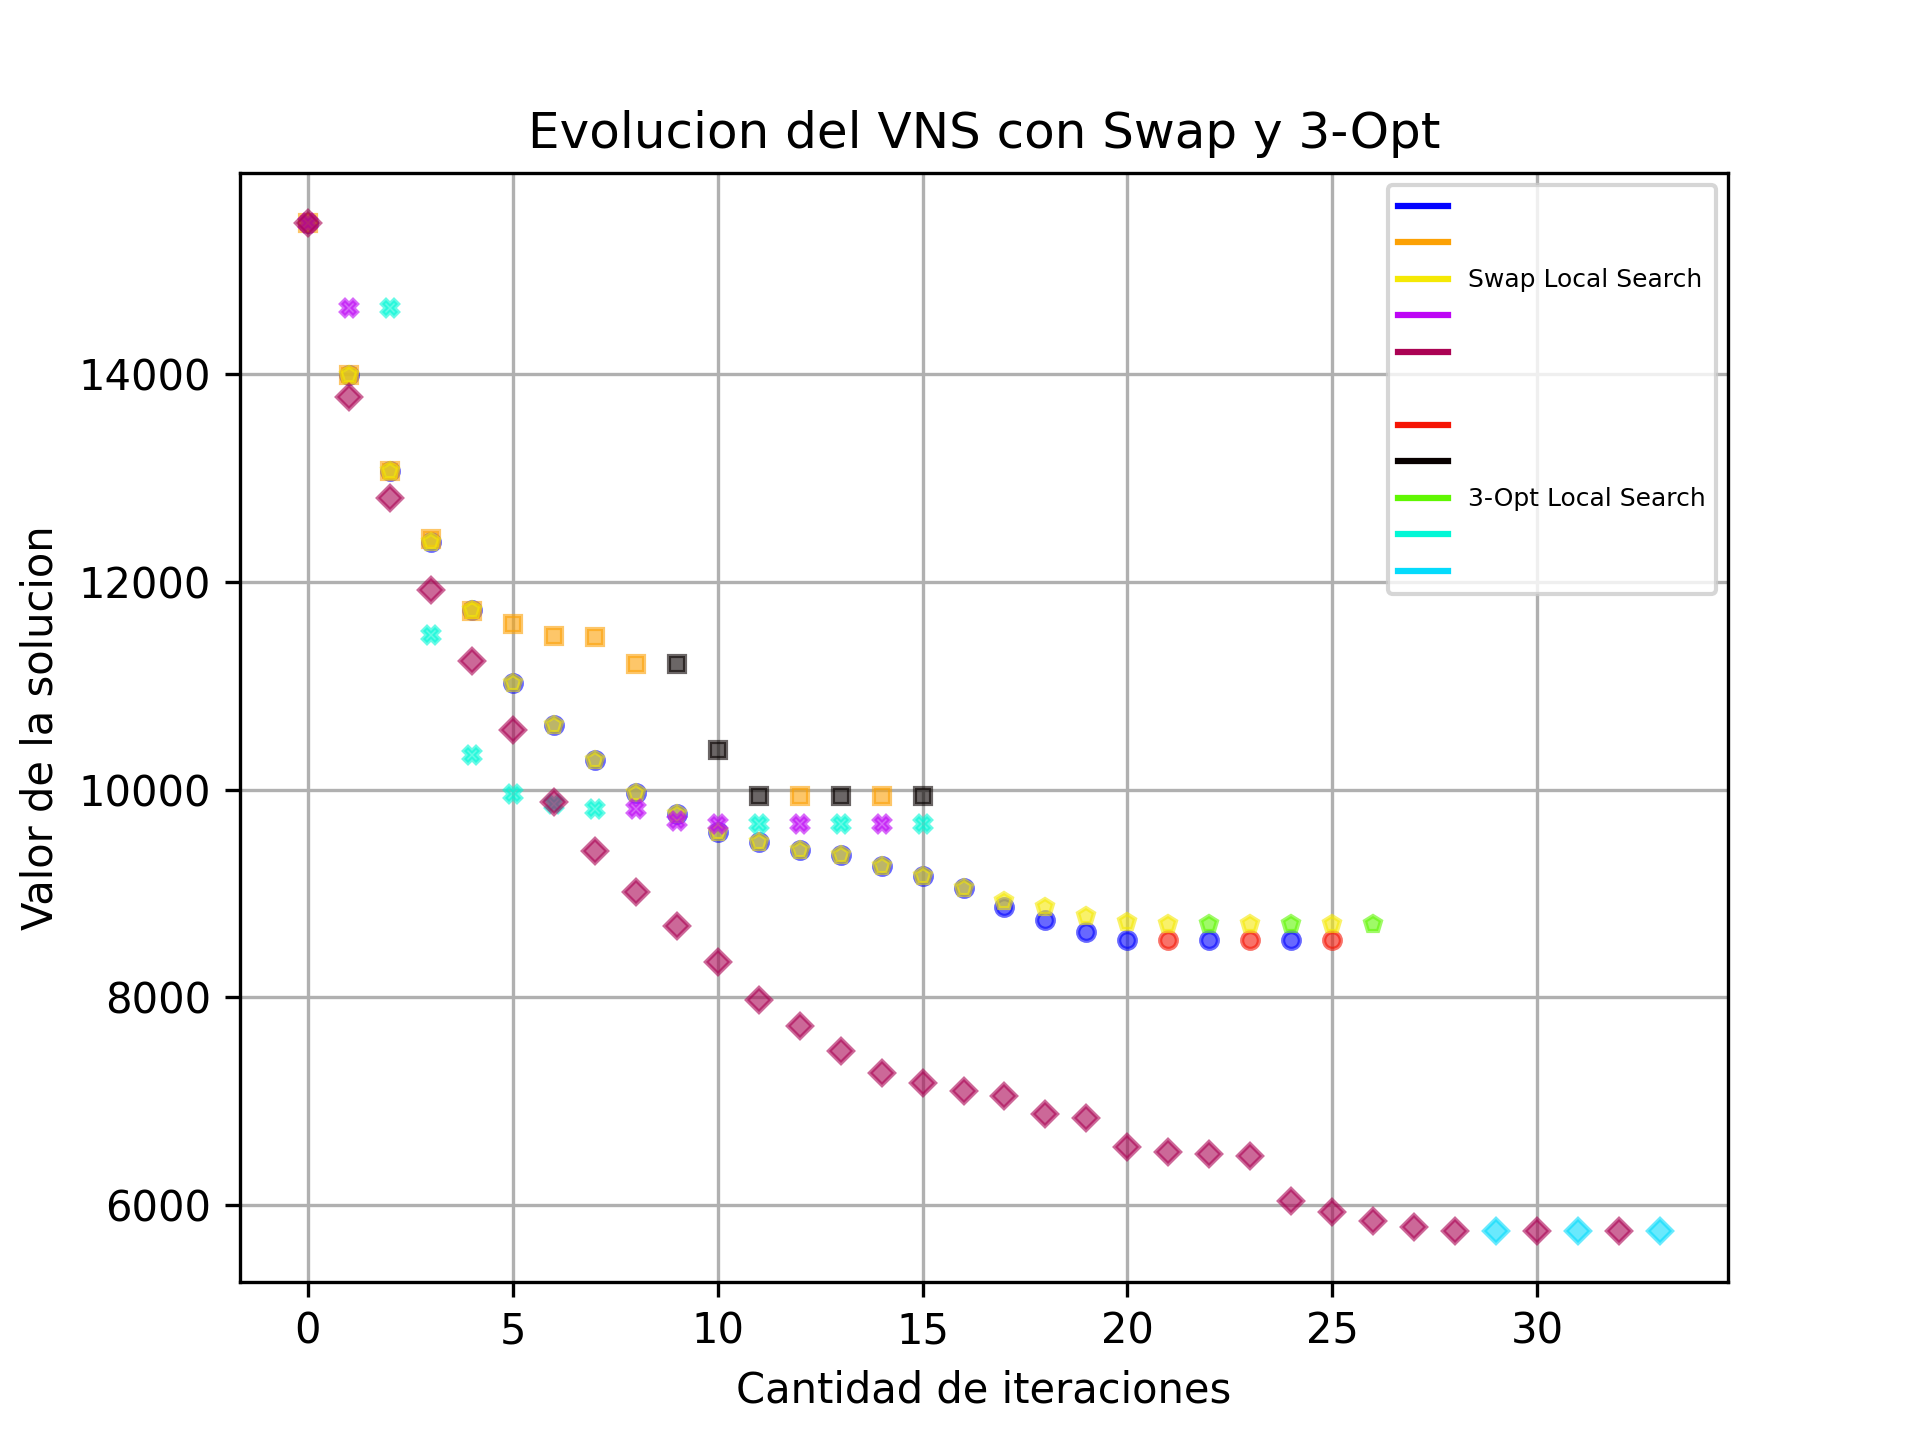 Evolucion del VNS con Swap y 3-Opt
Swap Local Search
3-Opt Local Search
Valor de la solucion
14000
12000
10000
8000
6000
0 5 10 15 20 25 30
Cantidad de iteraciones